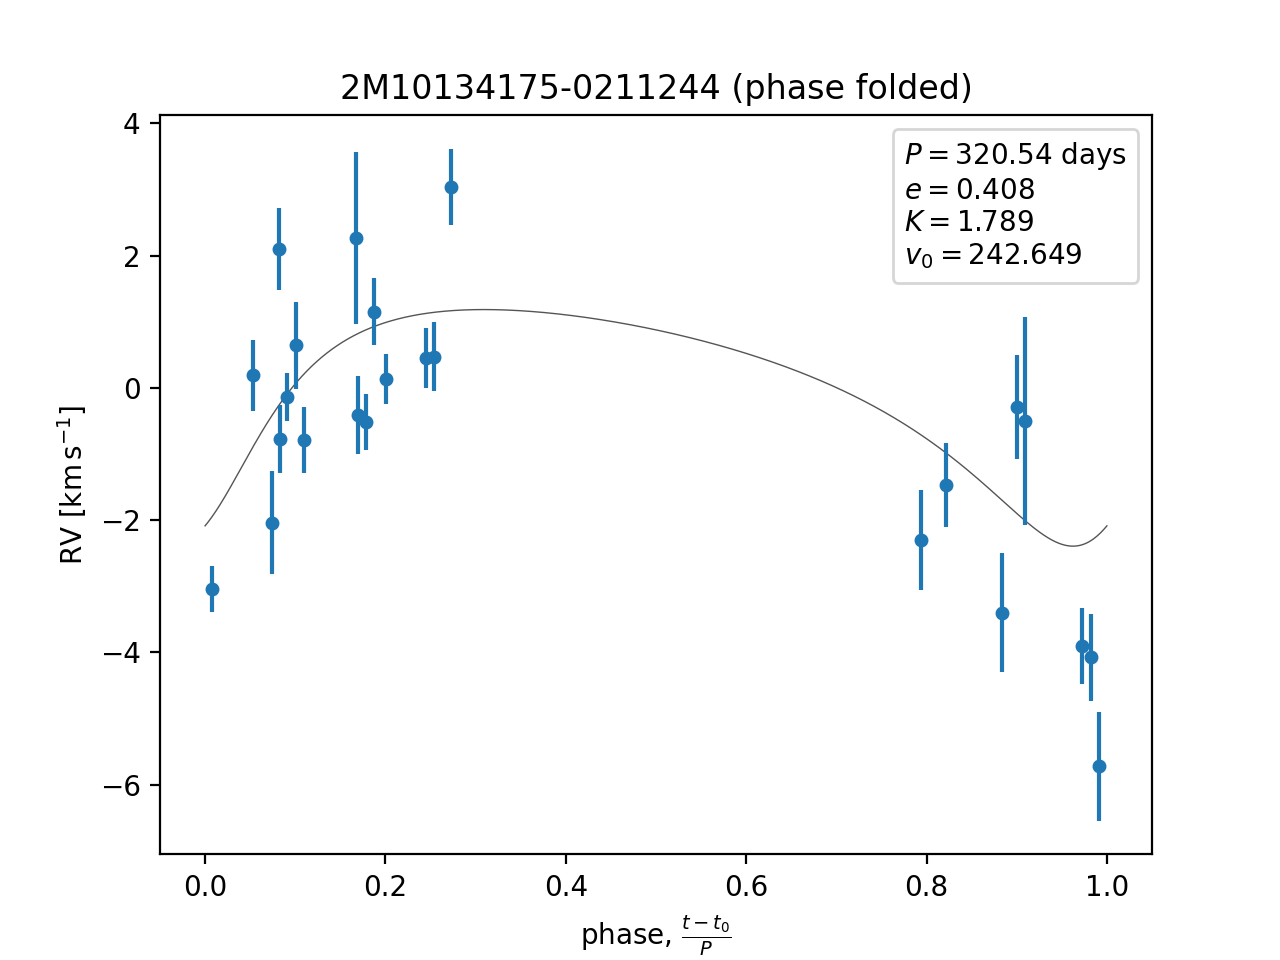 2M10134175-0211244 (phase folded)
P = 320.54 days
e = 0.408
K = 1.789
v₀ = 242.649
4
2
0
−2
−4
−6
RV [km s⁻¹]
0.0 0.2 0.4 0.6 0.8 1.0
phase, (t − t₀)/P